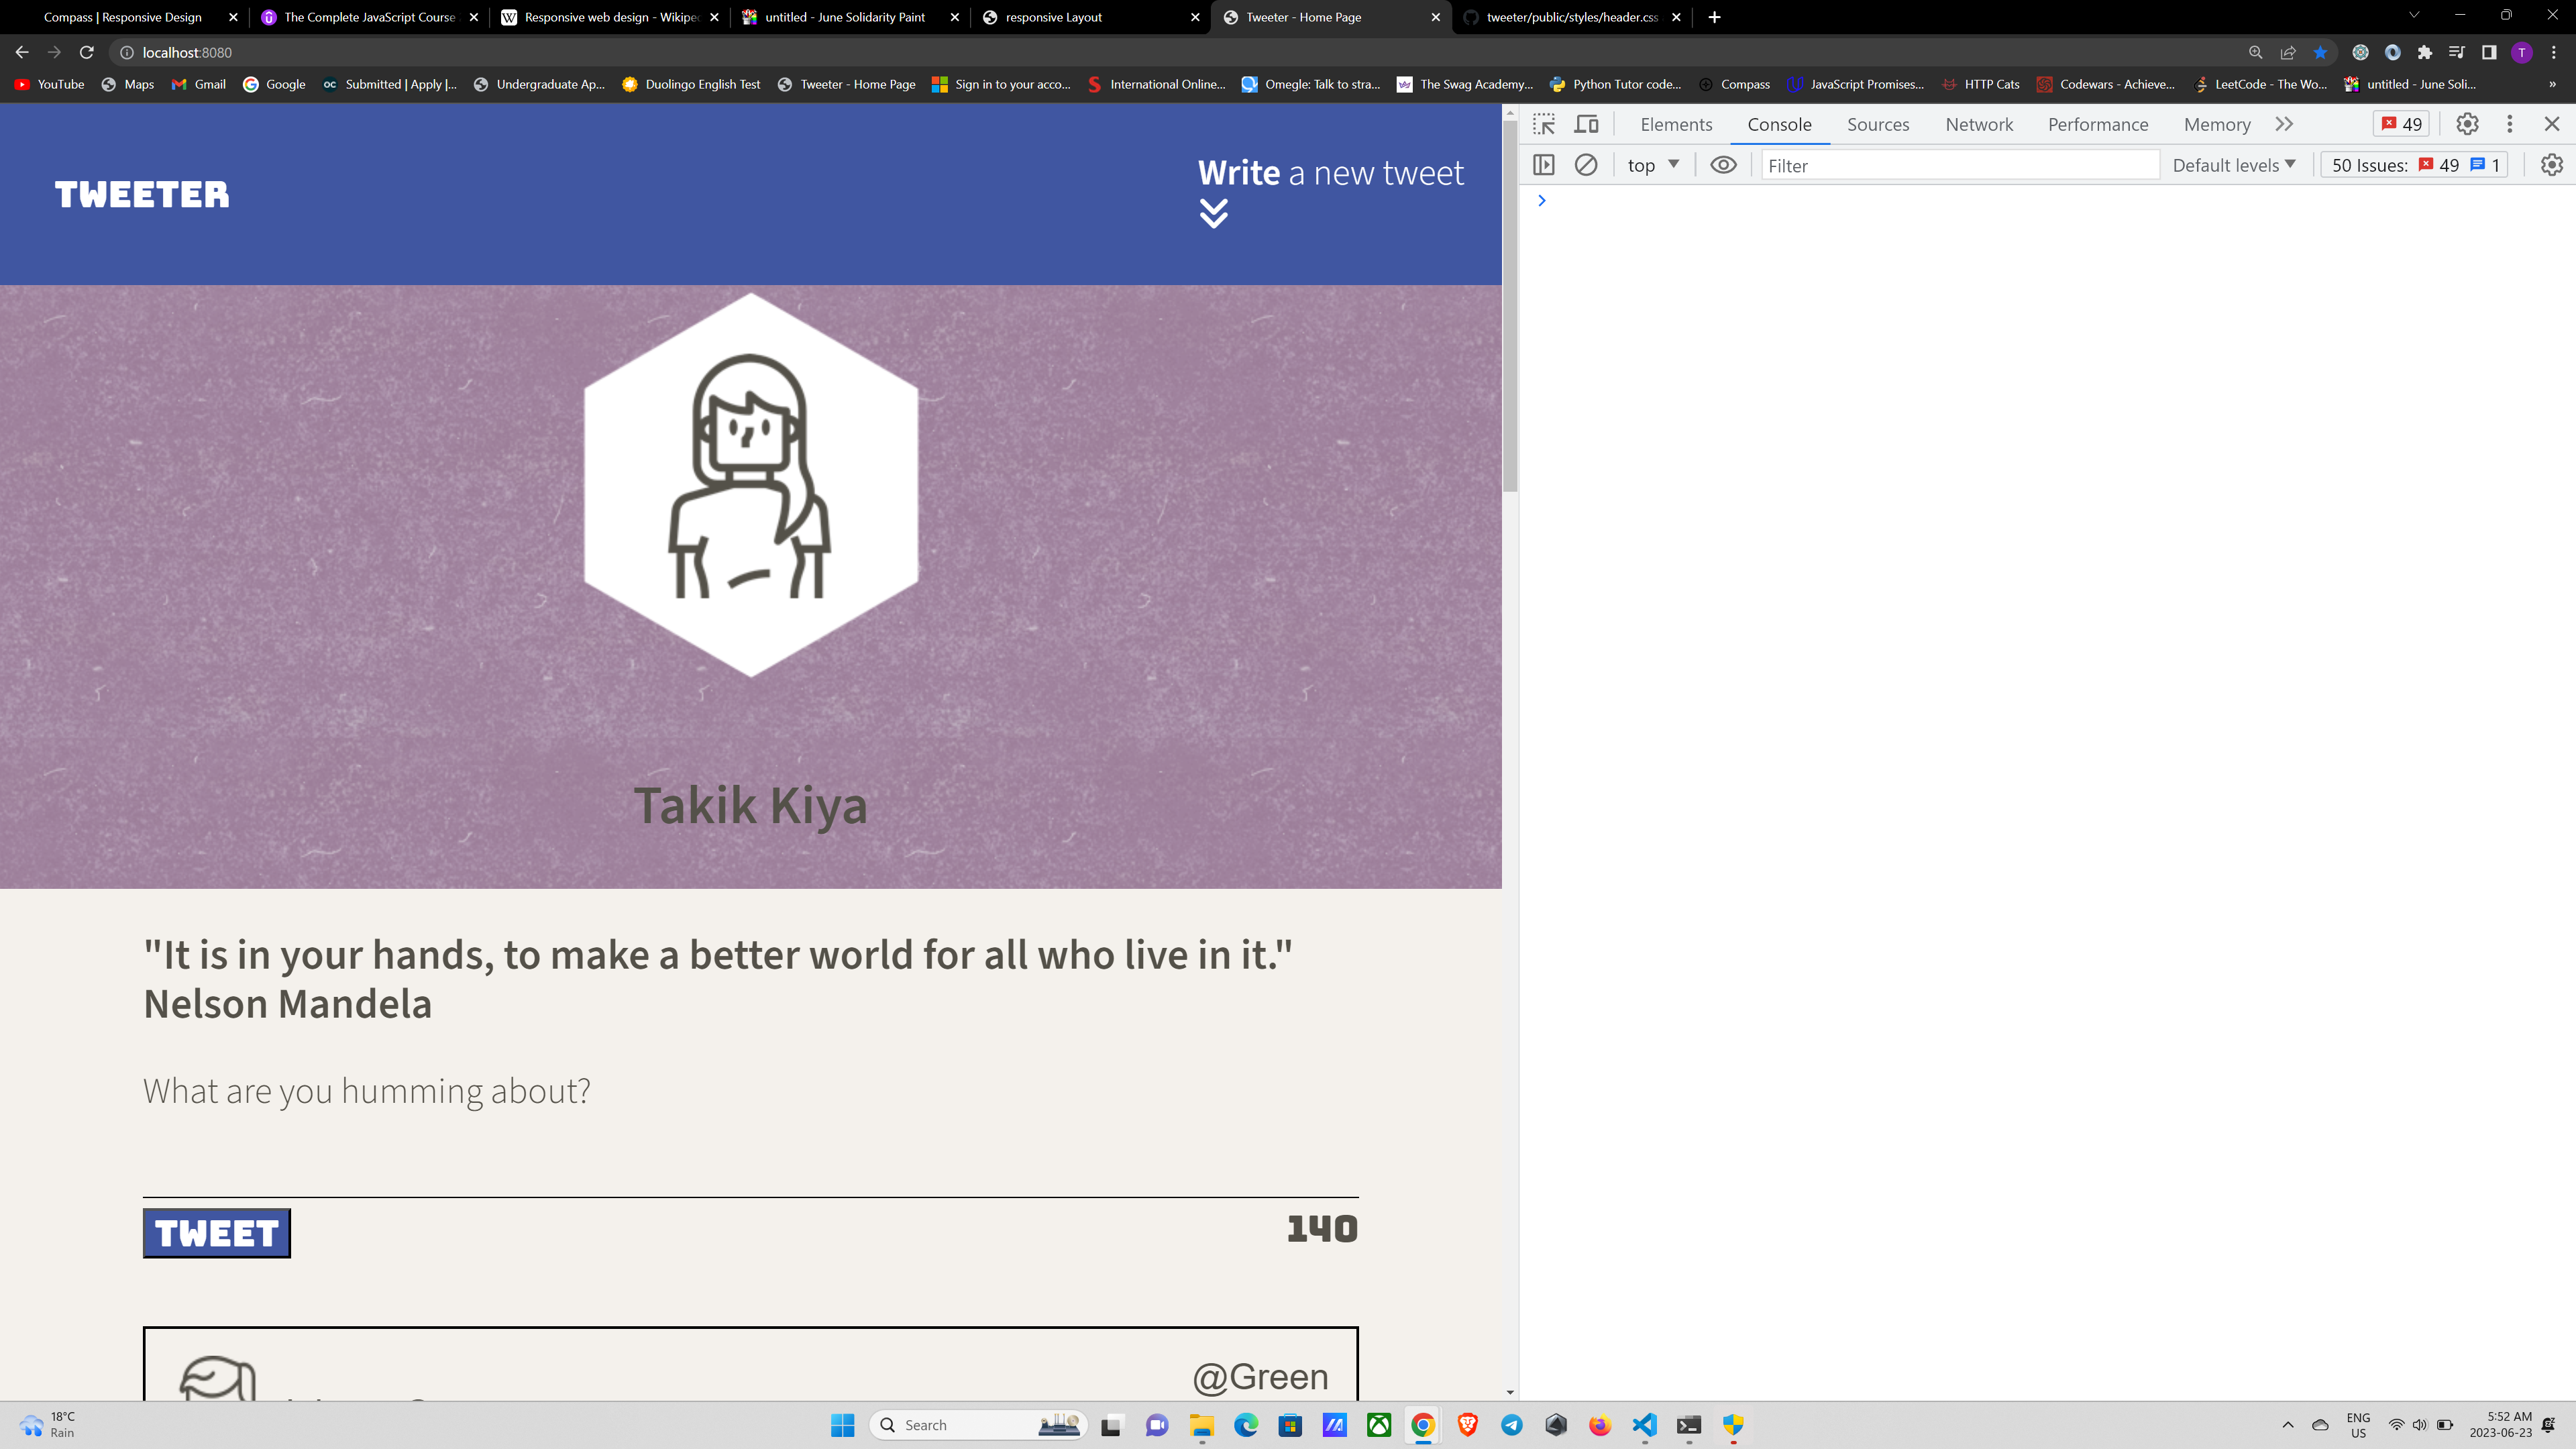 Compass | Responsive Design
The Complete JavaScript Course
Responsive web design - Wikipe
untitled - June Solidarity Paint
responsive Layout
Tweeter - Home Page
tweeter/public/styles/header.css
localhost:8080
T
YouTube
Maps
Gmail
Google
Submitted | Apply |...
Undergraduate Ap...
Duolingo English Test
Tweeter - Home Page
Sign in to your acco...
International Online...
Omegle: Talk to stra...
The Swag Academy...
Python Tutor code...
Compass
JavaScript Promises...
HTTP Cats
Codewars - Achieve...
LeetCode - The Wo...
untitled - June Soli...
»
TWEETER
Write a new tweet
Takik Kiya
"It is in your hands, to make a better world for all who live in it."
Nelson Mandela
What are you humming about?
TWEET
140
@Green
Elements
Console
Sources
Network
Performance
Memory
49
top
Filter
Default levels
50 Issues: 49 1
18°C
Rain
Search
ENG
US
5:52 AM
2023-06-23